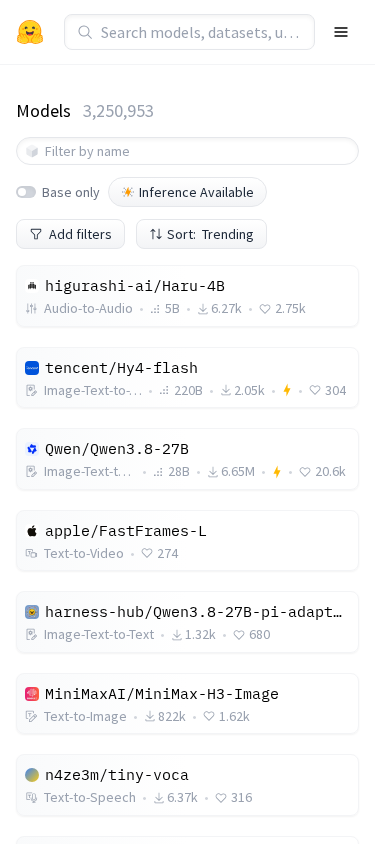 Search models, datasets, u…
Models 3,250,953
Filter by name
Base only Inference Available
Add filters Sort: Trending
higurashi-ai/Haru-4B
Audio-to-Audio • 5B • 6.27k • 2.75k
tencent/Hy4-flash
Image-Text-to-… • 220B • 2.05k • • 304
Qwen/Qwen3.8-27B
Image-Text-t… • 28B • 6.65M • • 20.6k
apple/FastFrames-L
Text-to-Video • 274
harness-hub/Qwen3.8-27B-pi-adapt…
Image-Text-to-Text • 1.32k • 680
MiniMaxAI/MiniMax-H3-Image
Text-to-Image • 822k • 1.62k
n4ze3m/tiny-voca
Text-to-Speech • 6.37k • 316